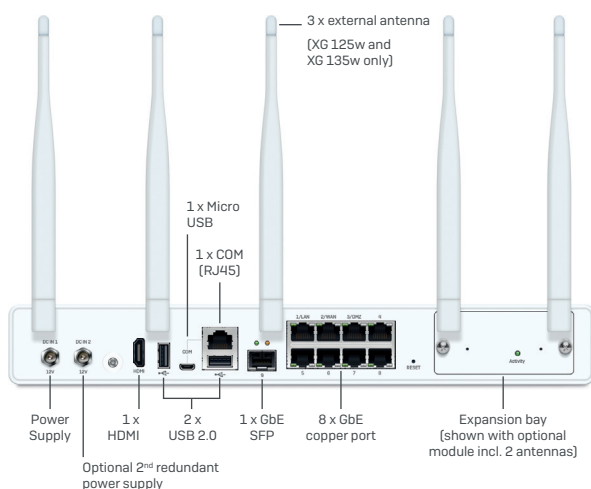 3 x external antenna
(XG 125w and
XG 135w only)
1 x Micro
USB
1 x COM
(RJ45)
1/LAN 2/WAN 3/DMZ 4
DC IN 1 DC IN 2
COM
12V 12V
HDMI
9
5 6 7 8
RESET
Activity
Power
Supply
1 x
HDMI
2 x
USB 2.0
1 x GbE
SFP
8 x GbE
copper port
Expansion bay
(shown with optional
module incl. 2 antennas)
Optional 2nd redundant
power supply